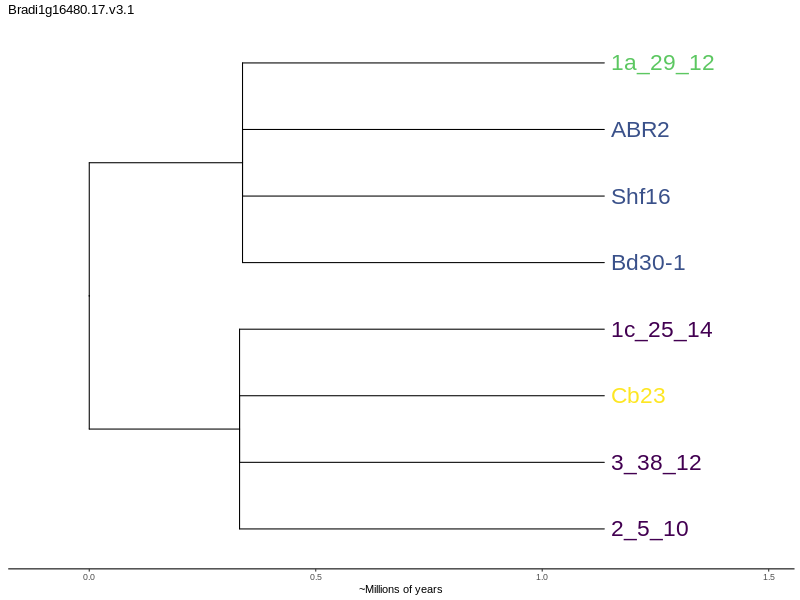 Bradi1g16480.17.v3.1
1a_29_12
ABR2
Shf16
Bd30-1
1c_25_14
Cb23
3_38_12
2_5_10
0.0 0.5 1.0 1.5
~Millions of years